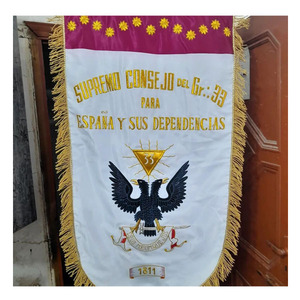 SUPREMO CONSEJO DEL Gr∴33
PARA
ESPAÑA Y SUS DEPENDENCIAS
33
1811